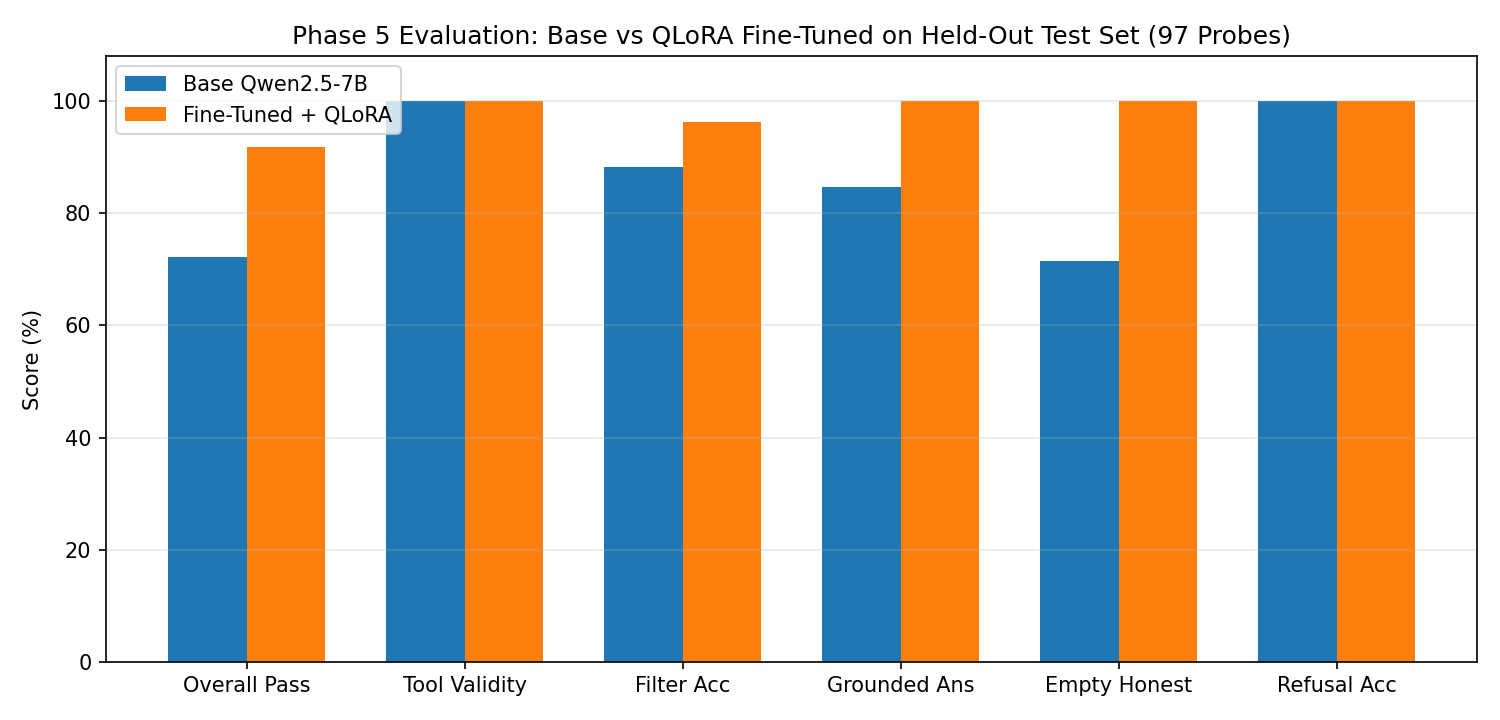 Phase 5 Evaluation: Base vs QLoRA Fine-Tuned on Held-Out Test Set (97 Probes)
Base Qwen2.5-7B
Fine-Tuned + QLoRA
Score (%)
100
80
60
40
20
0
Overall Pass
Tool Validity
Filter Acc
Grounded Ans
Empty Honest
Refusal Acc